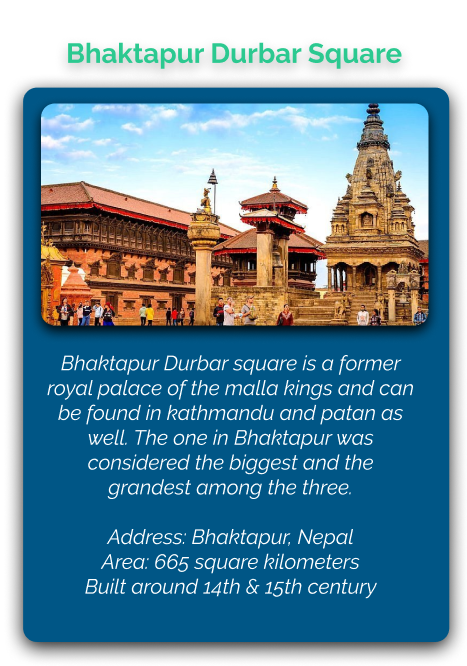 Bhaktapur Durbar Square
Bhaktapur Durbar square is a former
royal palace of the malla kings and can
be found in kathmandu and patan as
well. The one in Bhaktapur was
considered the biggest and the
grandest among the three.
Address: Bhaktapur, Nepal
Area: 665 square kilometers
Built around 14th & 15th century